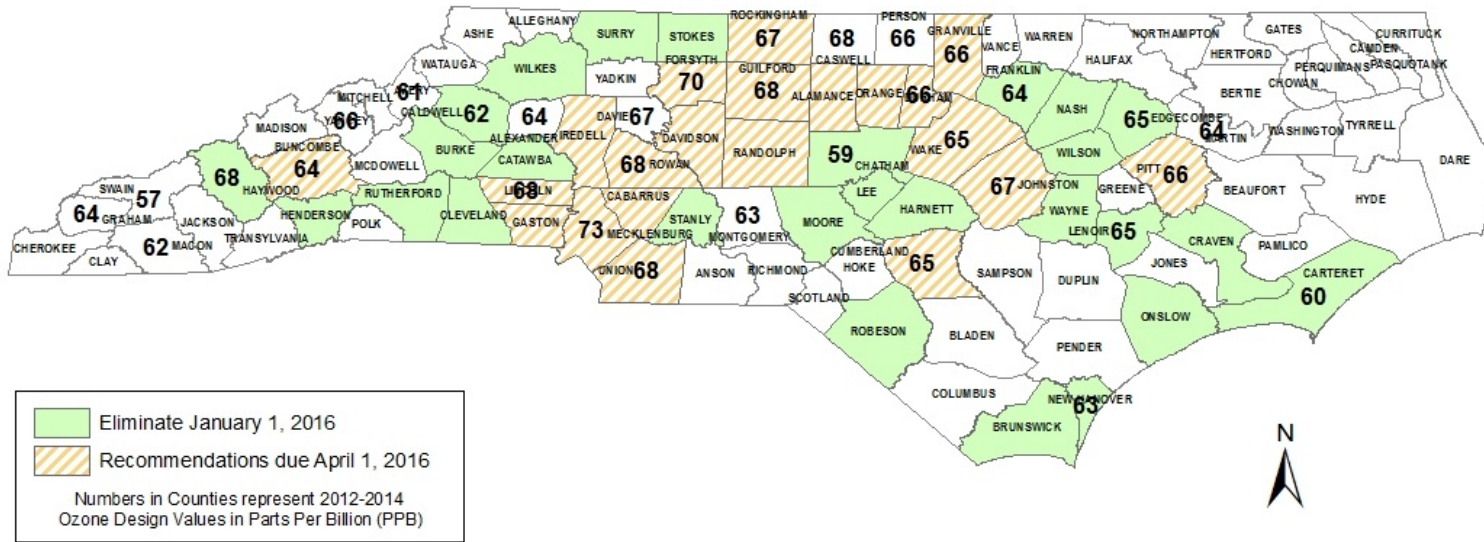 ALLEGHANY
ASHE
SURRY
STOKES
ROCKINGHAM
67
68
CASWELL
PERSON
66
GRANVILLE
66
VANCE
WARREN
NORTHAMPTON
GATES
CURRITUCK
CAMDEN
PASQUOTANK
PERQUIMANS
CHOWAN
HERTFORD
HALIFAX
BERTIE
WATAUGA
WILKES
YADKIN
FORSYTH
70
GUILFORD
68
ALAMANCE
ORANGE
66
FRANKLIN
64
NASH
65
EDGECOMBE
64
MARTIN
WASHINGTON
TYRRELL
DARE
61
MITCHELL
66
CALDWELL
62
64
ALEXANDER
IREDELL
DAVIE
67
DAVIDSON
RANDOLPH
59
CHATHAM
WAKE
65
WILSON
PITT
66
BEAUFORT
HYDE
MADISON
BUNCOMBE
64
MCDOWELL
BURKE
CATAWBA
68
ROWAN
LEE
67
JOHNSTON
GREENE
WAYNE
LENOIR
65
CRAVEN
PAMLICO
SWAIN
57
68
HAYWOOD
HENDERSON
RUTHERFORD
CLEVELAND
68
GASTON
CABARRUS
STANLY
63
MONTGOMERY
MOORE
HARNETT
64
GRAHAM
JACKSON
TRANSYLVANIA
POLK
73
MECKLENBURG
CHEROKEE
CLAY
62
MACON
UNION
68
ANSON
RICHMOND
SCOTLAND
HOKE
CUMBERLAND
65
SAMPSON
DUPLIN
JONES
CARTERET
60
ONSLOW
ROBESON
BLADEN
PENDER
COLUMBUS
BRUNSWICK
NEW HANOVER
63
Eliminate January 1, 2016
Recommendations due April 1, 2016
Numbers in Counties represent 2012-2014
Ozone Design Values in Parts Per Billion (PPB)
N